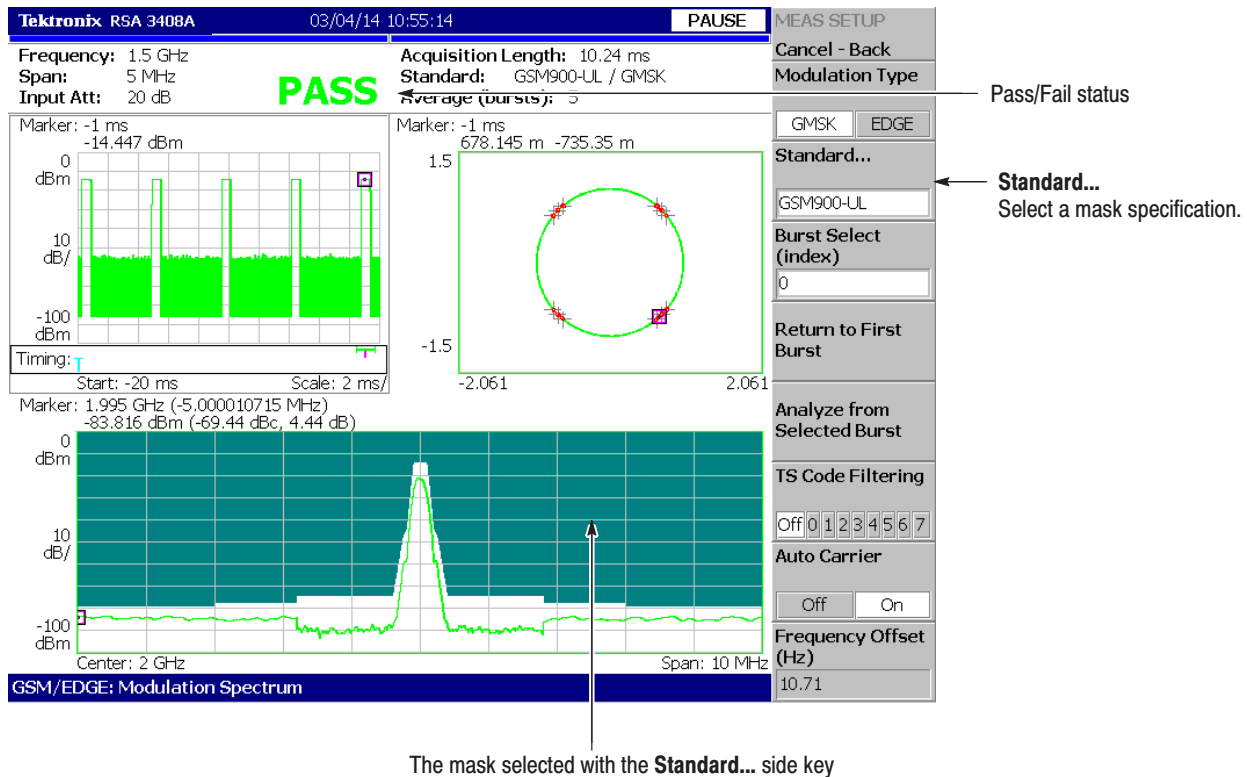 Tektronix RSA 3408A 03/04/14 10:55:14 PAUSE
Frequency: 1.5 GHz
Span: 5 MHz
Input Att: 20 dB
PASS
Acquisition Length: 10.24 ms
Standard: GSM900-UL / GMSK
Average (bursts): 5
Pass/Fail status
Marker: -1 ms
-14.447 dBm
0
dBm
10
dB/
-100
dBm
Timing: T T
Start: -20 ms Scale: 2 ms/
Marker: -1 ms
678.145 m -735.35 m
1.5
-1.5
-2.061 2.061
Marker: 1.995 GHz (-5.000010715 MHz)
-83.816 dBm (-69.44 dBc, 4.44 dB)
0
dBm
10
dB/
-100
dBm
Center: 2 GHz Span: 10 MHz
GSM/EDGE: Modulation Spectrum
MEAS SETUP
Cancel - Back
Modulation Type
GMSK EDGE
Standard...
GSM900-UL
Burst Select
(index)
0
Return to First
Burst
Analyze from
Selected Burst
TS Code Filtering
Off 0 1 2 3 4 5 6 7
Auto Carrier
Off On
Frequency Offset
(Hz)
10.71
Standard...
Select a mask specification.
The mask selected with the Standard... side key